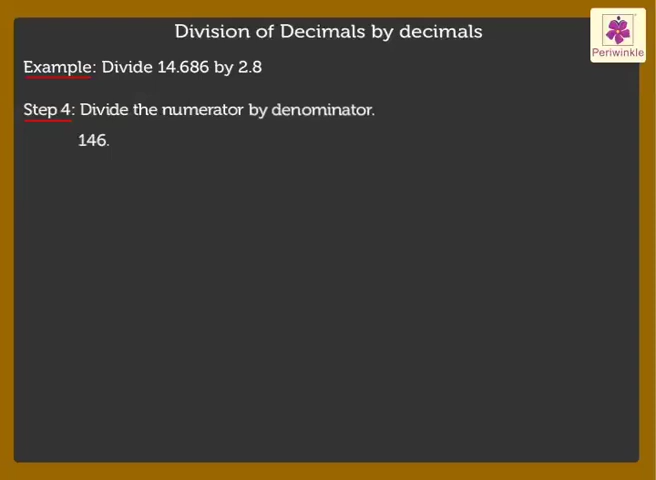 Division of Decimals by decimals
Periwinkle
Example: Divide 14.686 by 2.8
Step 4: Divide the numerator by denominator.
146.